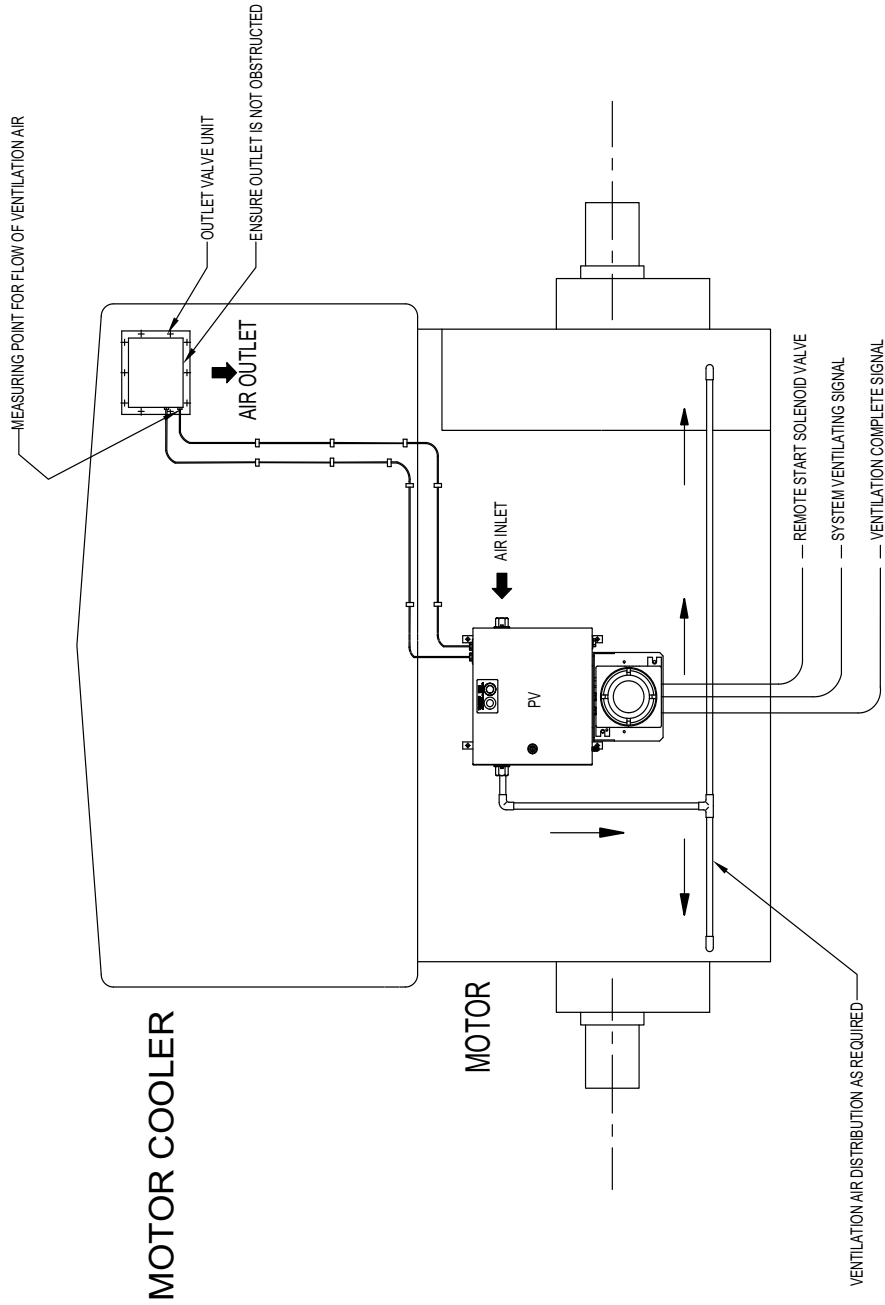 MOTOR COOLER
MEASURING POINT FOR FLOW OF VENTILATION AIR
OUTLET VALVE UNIT
ENSURE OUTLET IS NOT OBSTRUCTED
AIR OUTLET
MOTOR
AIR INLET
PV
REMOTE START SOLENOID VALVE
SYSTEM VENTILATING SIGNAL
VENTILATION COMPLETE SIGNAL
VENTILATION AIR DISTRIBUTION AS REQUIRED